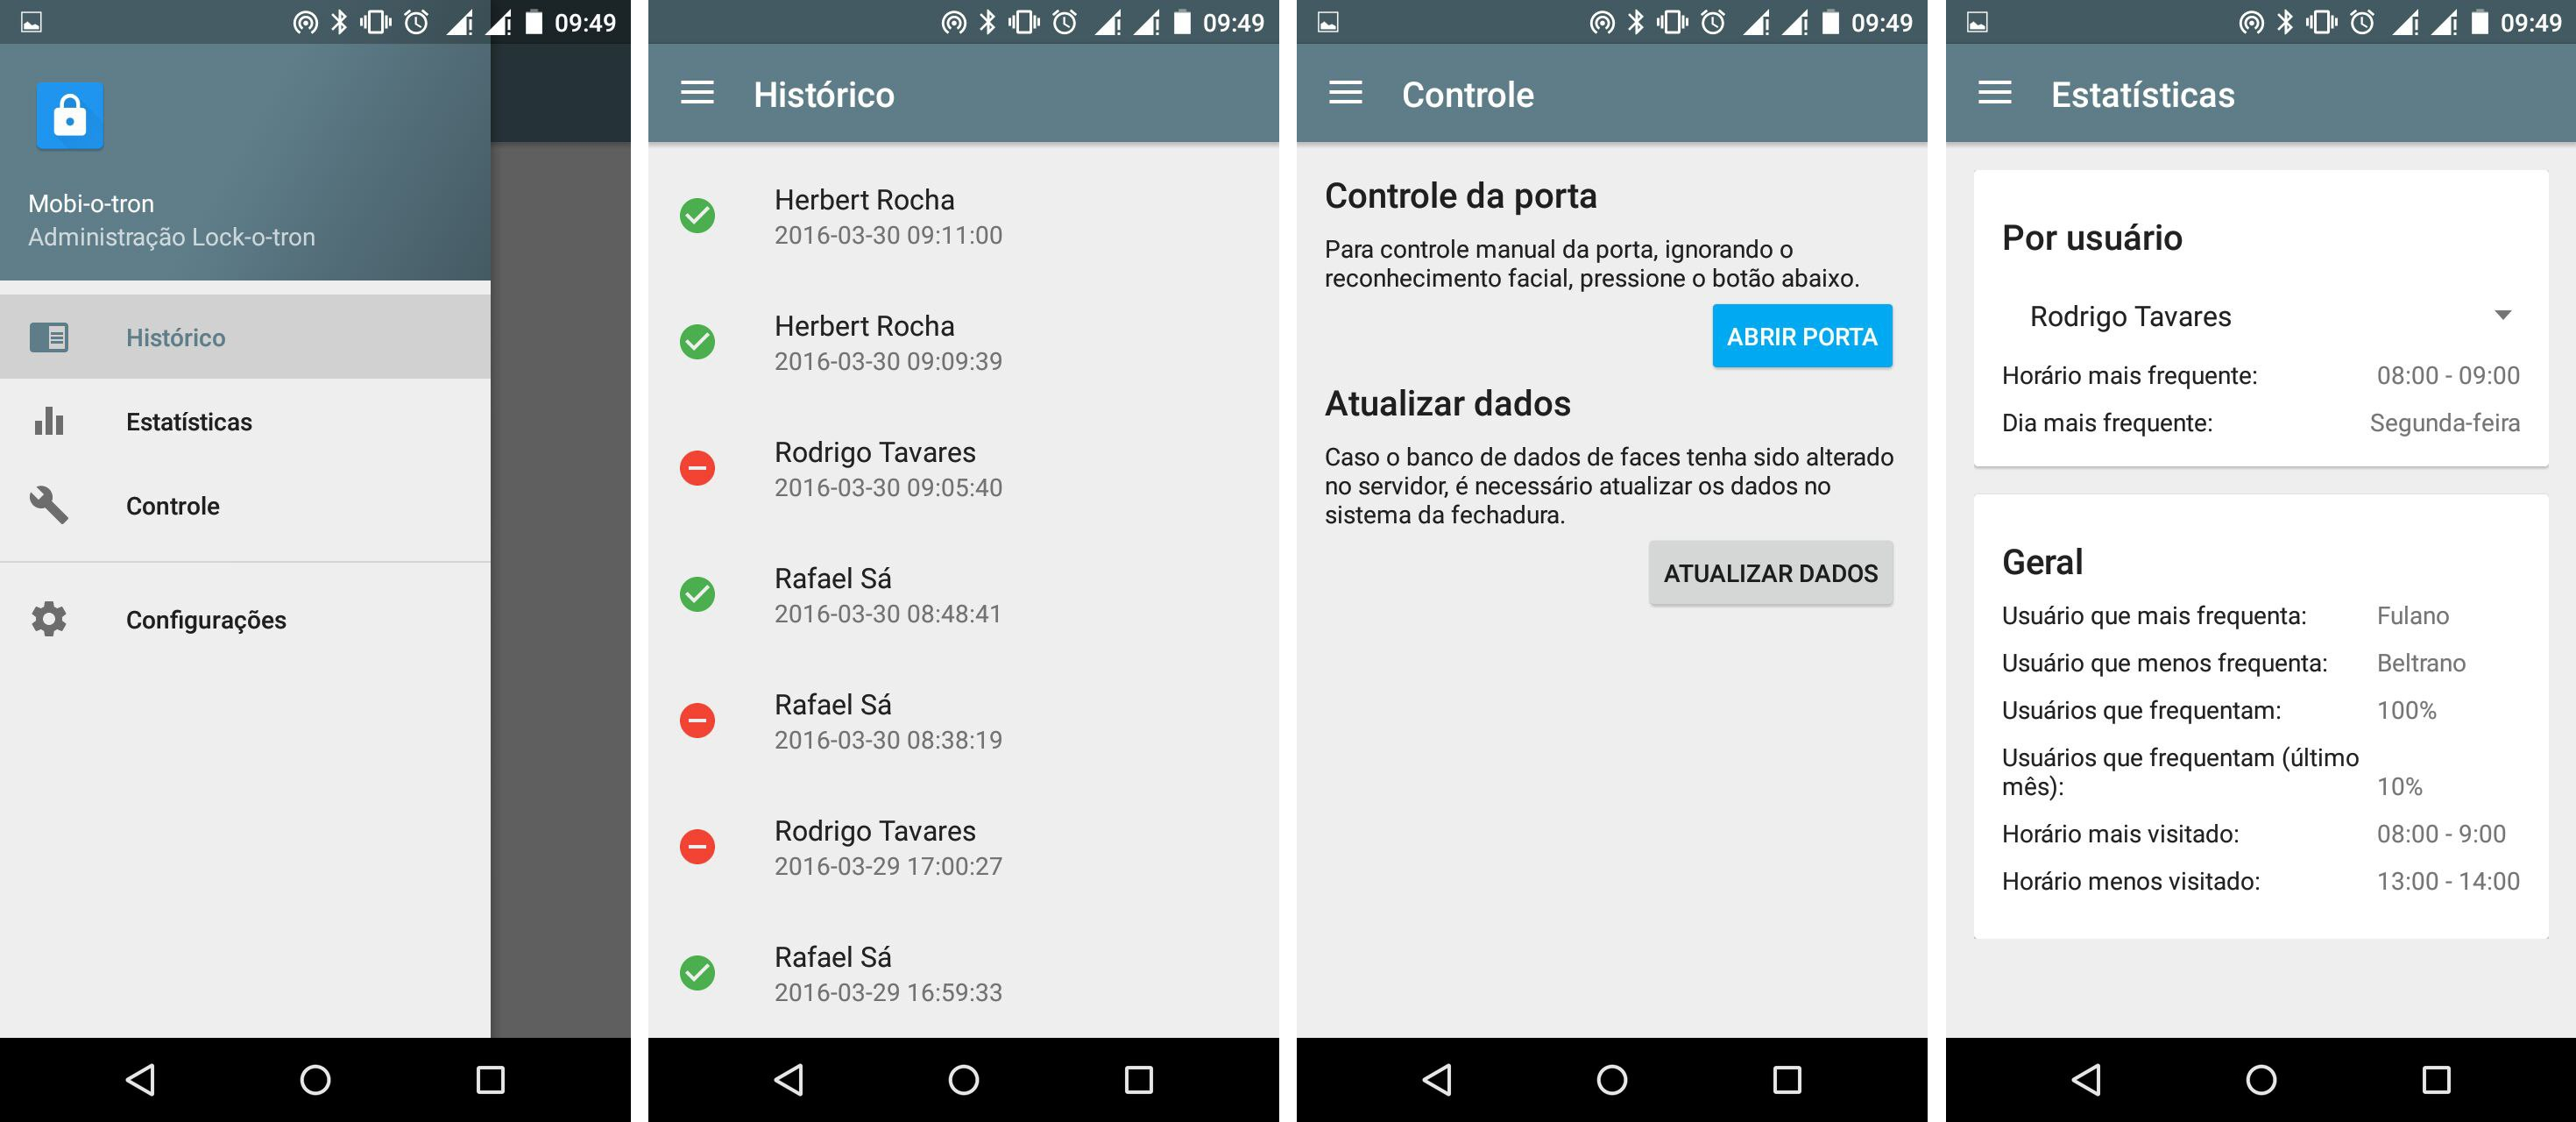 09:49
Mobi-o-tron
Administração Lock-o-tron
Histórico
Estatísticas
Controle
Configurações
09:49
Histórico
Herbert Rocha
2016-03-30 09:11:00
Herbert Rocha
2016-03-30 09:09:39
Rodrigo Tavares
2016-03-30 09:05:40
Rafael Sá
2016-03-30 08:48:41
Rafael Sá
2016-03-30 08:38:19
Rodrigo Tavares
2016-03-29 17:00:27
Rafael Sá
2016-03-29 16:59:33
09:49
Controle
Controle da porta
Para controle manual da porta, ignorando o
reconhecimento facial, pressione o botão abaixo.
ABRIR PORTA
Atualizar dados
Caso o banco de dados de faces tenha sido alterado
no servidor, é necessário atualizar os dados no
sistema da fechadura.
ATUALIZAR DADOS
09:49
Estatísticas
Por usuário
Rodrigo Tavares
Horário mais frequente: 08:00 - 09:00
Dia mais frequente: Segunda-feira
Geral
Usuário que mais frequenta: Fulano
Usuário que menos frequenta: Beltrano
Usuários que frequentam: 100%
Usuários que frequentam (último
mês): 10%
Horário mais visitado: 08:00 - 9:00
Horário menos visitado: 13:00 - 14:00